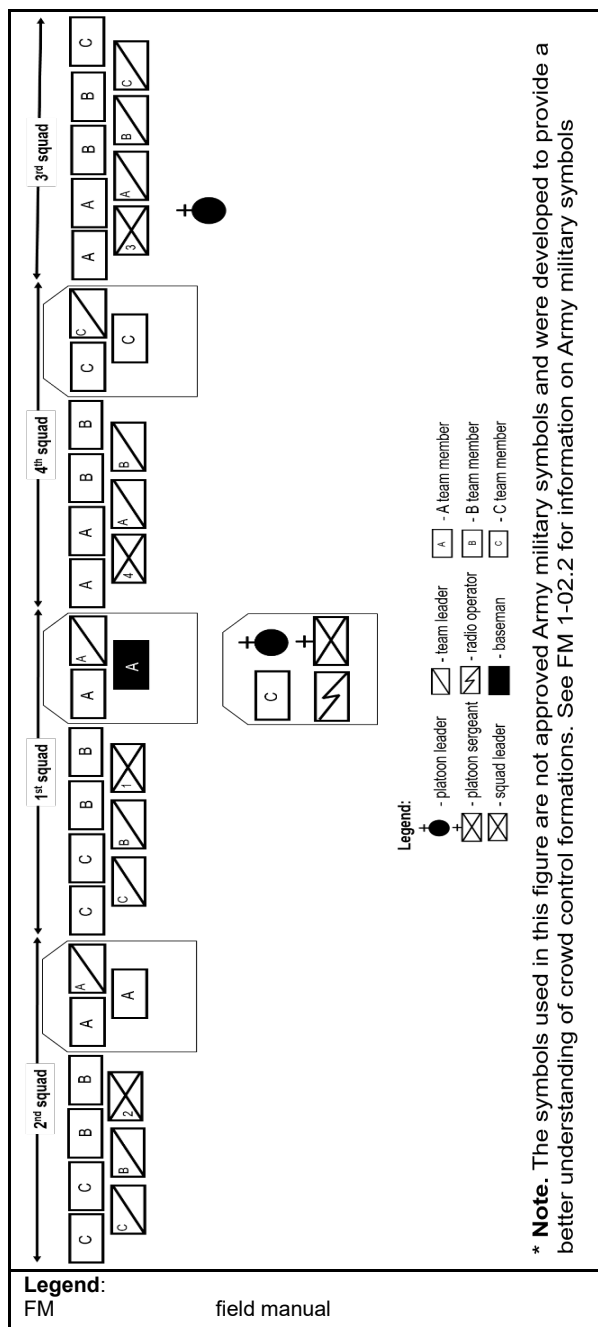 2nd squad 1st squad 4th squad 3rd squad
C C B B A A C C B B A A A A B B C C A A B B C
C B 2 A C B 1 A 4 A B C 3 A B C
C
Legend:
- platoon leader - team leader A - A team member
- platoon sergeant - radio operator B - B team member
- squad leader - baseman C - C team member
* Note. The symbols used in this figure are not approved Army military symbols and were developed to provide a
better understanding of crowd control formations. See FM 1-02.2 for information on Army military symbols
Legend:
FM field manual